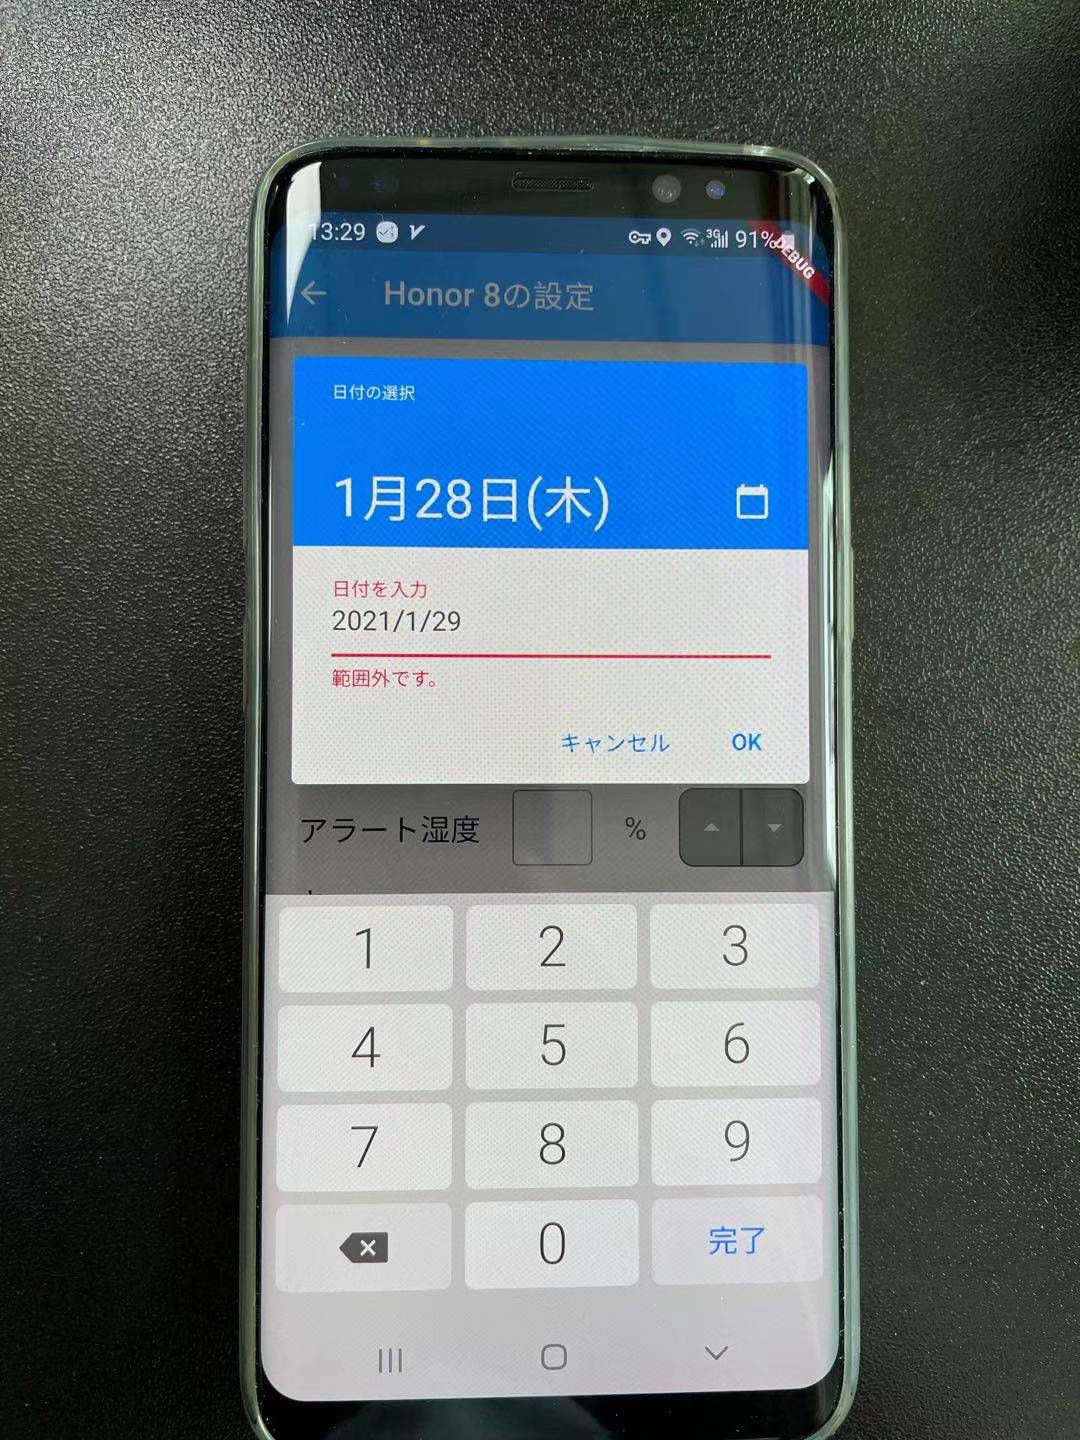 13:29
3G
91%
DEBUG
Honor 8の設定
日付の選択
1月28日(木)
日付を入力
2021/1/29
範囲外です。
キャンセル OK
アラート湿度 %
1 2 3
4 5 6
7 8 9
0 完了